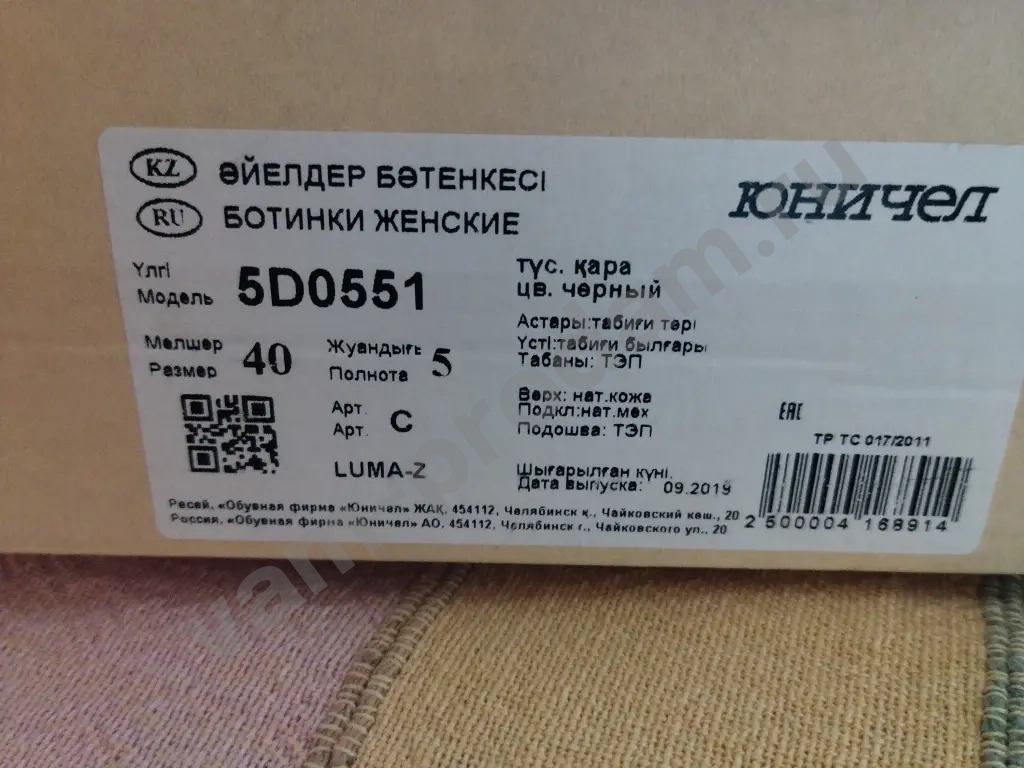 KZ ӘЙЕЛДЕР БӘТЕНКЕСІ
RU БОТИНКИ ЖЕНСКИЕ
ЮНИЧЕЛ
Үлгі
Модель 5D0551
түс. қара
цв. черный
Мөлшер
Размер 40
Жуандығь
Полнота 5
Арт.
Арт. С
LUMA-Z
Астары:табиғи тері
Үсті:табиғи былғары
Табаны: ТЭП
Верх: нат.кожа
Подкл:нат.мех
Подошва: ТЭП
Шығарылған күні.
Дата выпуска: 09.2019
EAC
ТР ТС 017/2011
2 500004 168914
Ресей, «Обувная фирма «Юничел» ЖАҚ, 454112, Челябинск қ., Чайковский көш., 20
Россия, «Обувная фирма «Юничел» АО, 454112, Челябинск г., Чайковского ул., 20